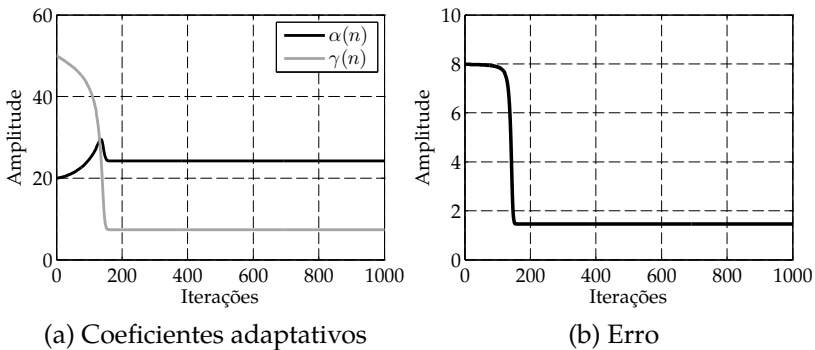 60
40
20
0
Amplitude
α(n)
γ(n)
0 200 400 600 800 1000
Iterações
(a) Coeficientes adaptativos
10
8
6
4
2
0
Amplitude
0 200 400 600 800 1000
Iterações
(b) Erro